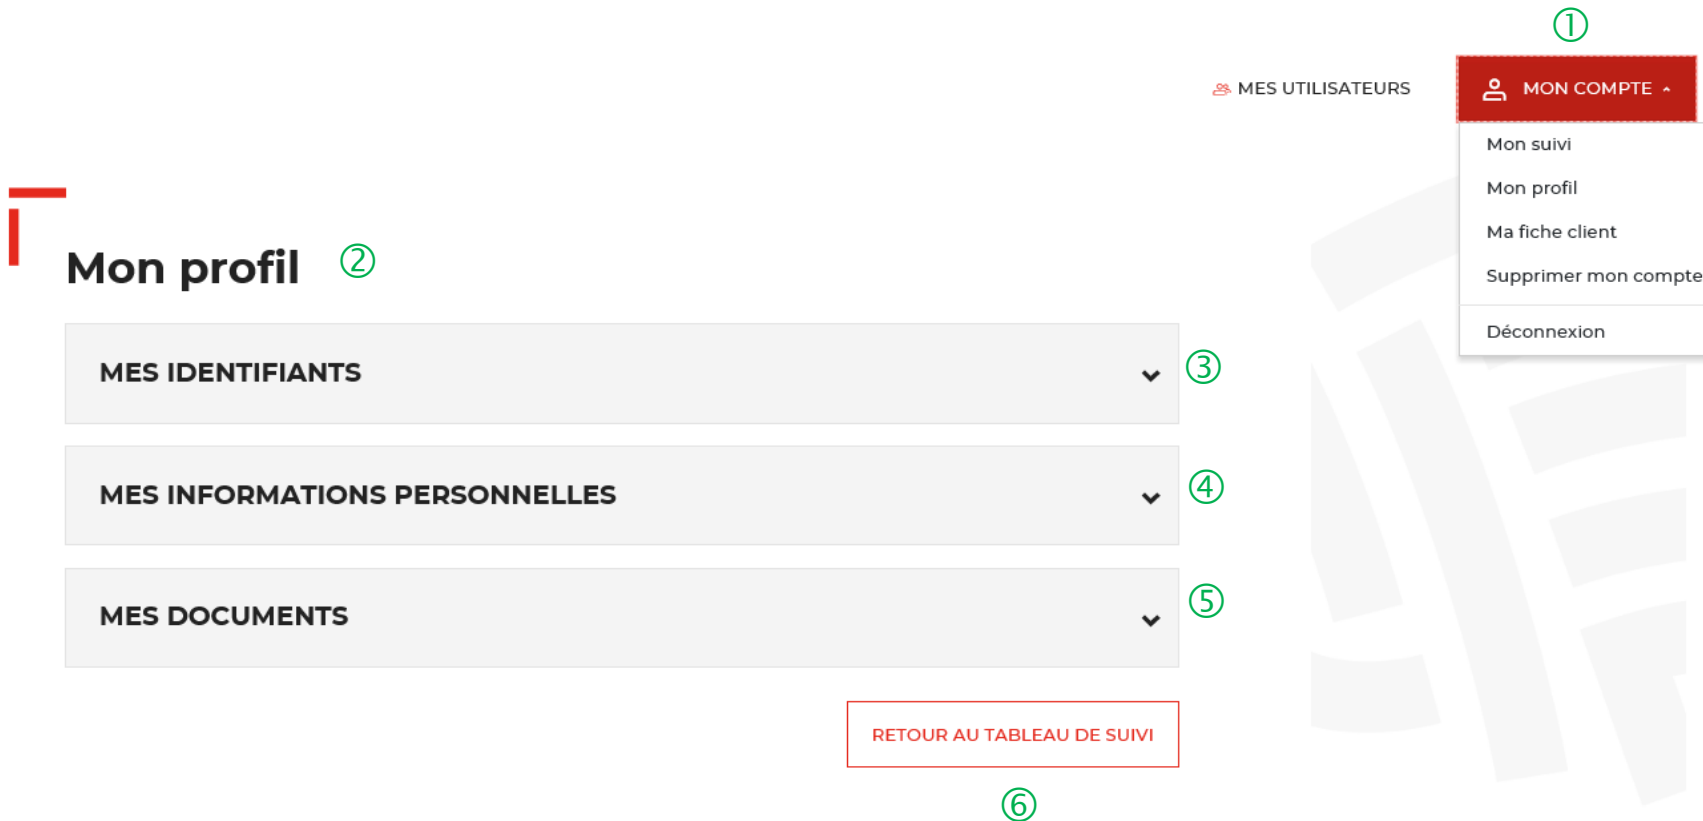 ①
MES UTILISATEURS
MON COMPTE
Mon suivi
Mon profil
Ma fiche client
Supprimer mon compte
Déconnexion
Mon profil ②
MES IDENTIFIANTS ③
MES INFORMATIONS PERSONNELLES ④
MES DOCUMENTS ⑤
RETOUR AU TABLEAU DE SUIVI
⑥